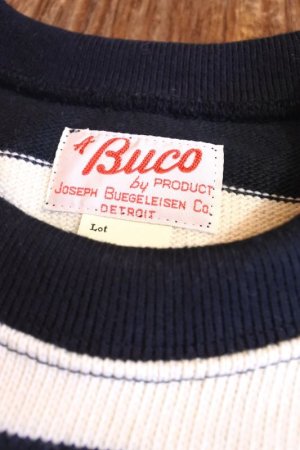 A Buco
by PRODUCT
JOSEPH BUEGELEISEN Co.
DETROIT
Lot